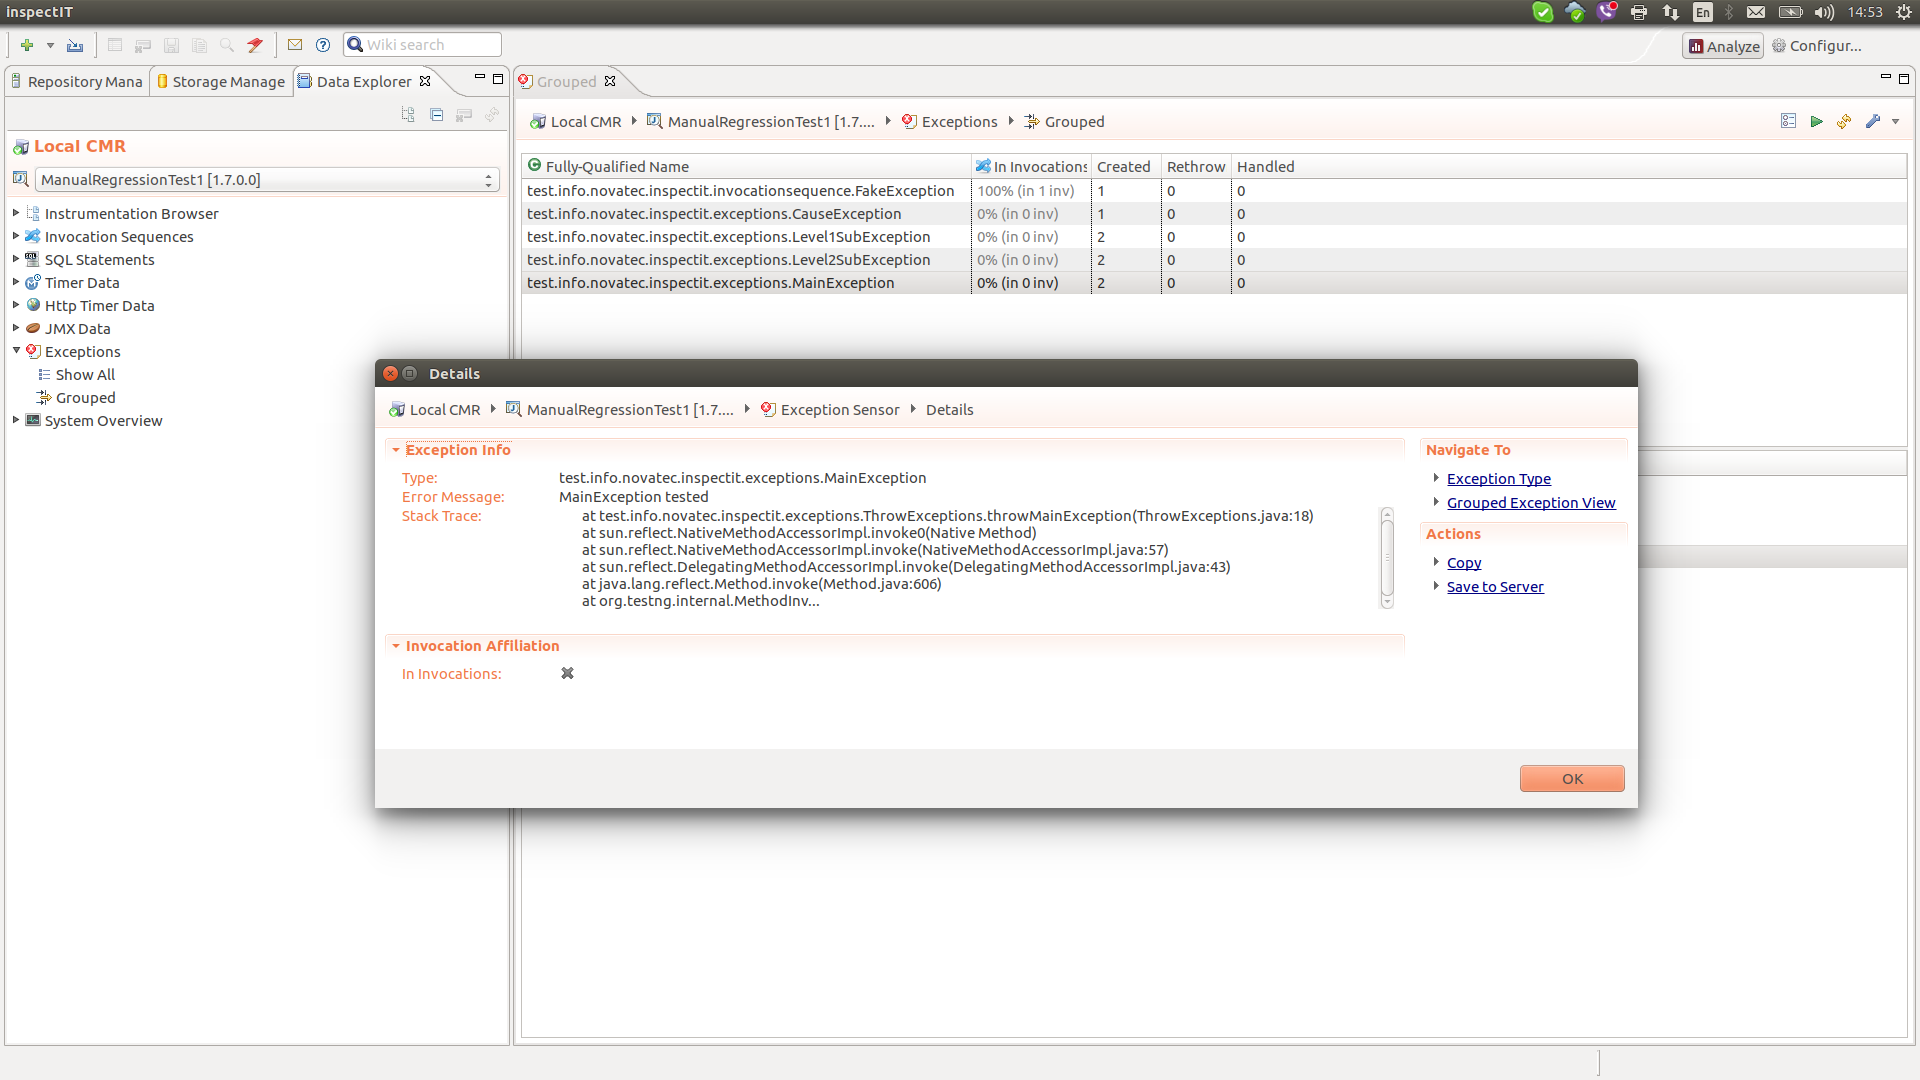 inspectIT
En
14:53
Wiki search
Analyze
Configur...
Repository Mana
Storage Manage
Data Explorer
Grouped
Local CMR
ManualRegressionTest1 [1.7.0.0]
Instrumentation Browser
Invocation Sequences
SQL Statements
Timer Data
Http Timer Data
JMX Data
Exceptions
Show All
Grouped
System Overview
Local CMR ManualRegressionTest1 [1.7.... Exceptions Grouped
Fully-Qualified Name In Invocations Created Rethrow Handled
test.info.novatec.inspectit.invocationsequence.FakeException 100% (in 1 inv) 1 0 0
test.info.novatec.inspectit.exceptions.CauseException 0% (in 0 inv) 1 0 0
test.info.novatec.inspectit.exceptions.Level1SubException 0% (in 0 inv) 2 0 0
test.info.novatec.inspectit.exceptions.Level2SubException 0% (in 0 inv) 2 0 0
test.info.novatec.inspectit.exceptions.MainException 0% (in 0 inv) 2 0 0
Details
Local CMR ManualRegressionTest1 [1.7.... Exception Sensor Details
Exception Info
Type: test.info.novatec.inspectit.exceptions.MainException
Error Message: MainException tested
Stack Trace: at test.info.novatec.inspectit.exceptions.ThrowExceptions.throwMainException(ThrowExceptions.java:18)
at sun.reflect.NativeMethodAccessorImpl.invoke0(Native Method)
at sun.reflect.NativeMethodAccessorImpl.invoke(NativeMethodAccessorImpl.java:57)
at sun.reflect.DelegatingMethodAccessorImpl.invoke(DelegatingMethodAccessorImpl.java:43)
at java.lang.reflect.Method.invoke(Method.java:606)
at org.testng.internal.MethodInv...
Invocation Affiliation
In Invocations:
Navigate To
Exception Type
Grouped Exception View
Actions
Copy
Save to Server
OK